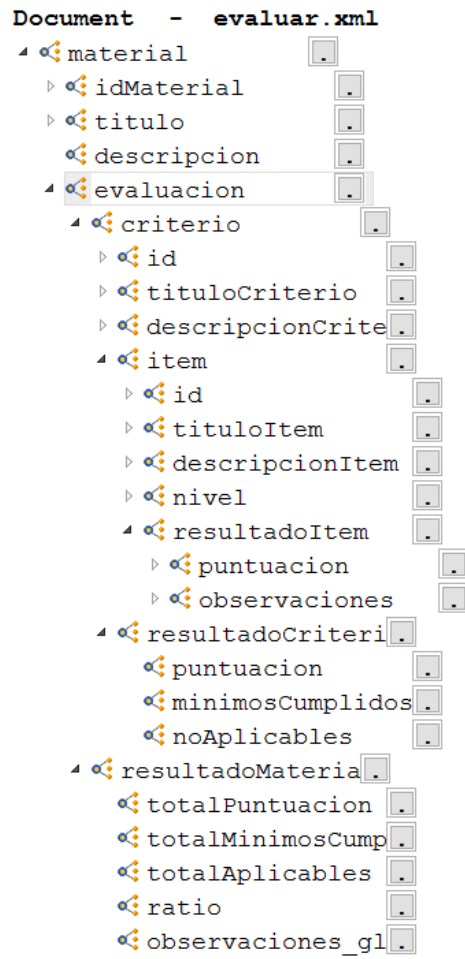 Document - evaluar.xml
material .
idMaterial .
titulo .
descripcion .
evaluacion .
criterio .
id .
tituloCriterio .
descripcionCrite .
item .
id .
tituloItem .
descripcionItem .
nivel .
resultadoItem .
puntuacion .
observaciones .
resultadoCriteri .
puntuacion .
minimosCumplidos .
noAplicables .
resultadoMateria .
totalPuntuacion .
totalMinimosCump .
totalAplicables .
ratio .
observaciones_gl .